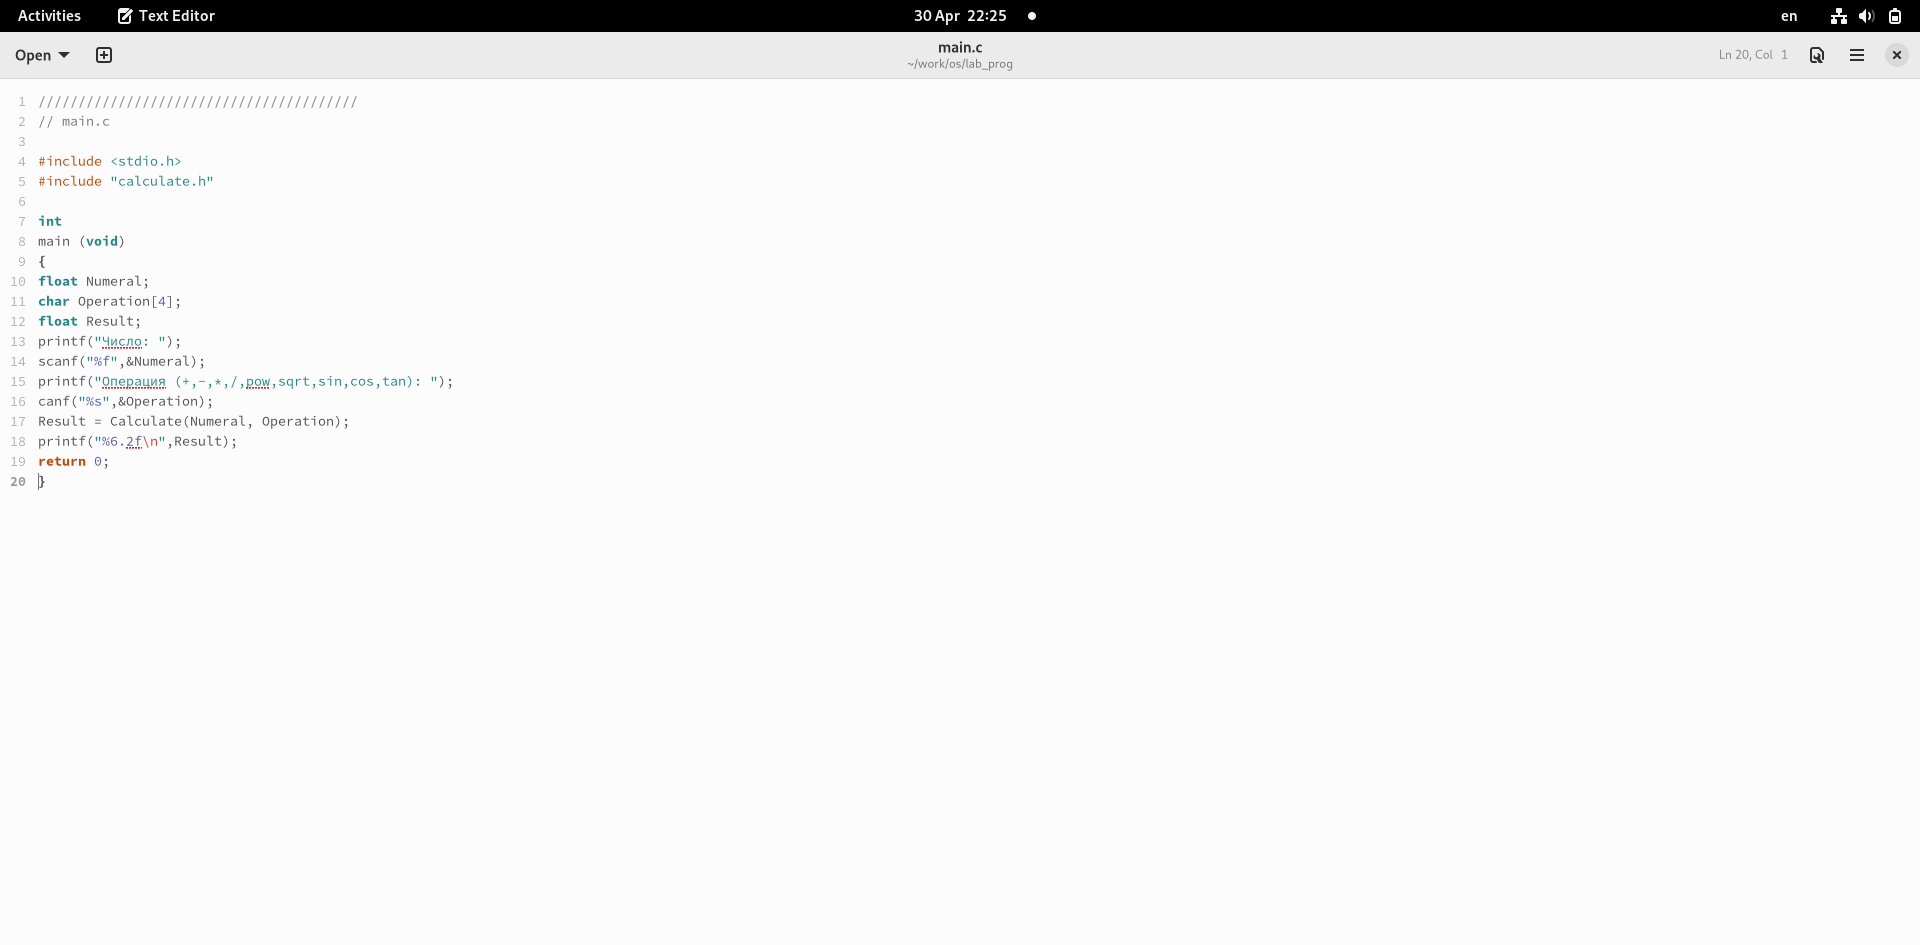 Activities Text Editor 30 Apr 22:25 en
Open main.c Ln 20, Col 1
~/work/os/lab_prog
1 ////////////////////////////////////////
2 // main.c
3
4 #include <stdio.h>
5 #include "calculate.h"
6
7 int
8 main (void)
9 {
10 float Numeral;
11 char Operation[4];
12 float Result;
13 printf("Число: ");
14 scanf("%f",&Numeral);
15 printf("Операция (+,-,*,/,pow,sqrt,sin,cos,tan): ");
16 canf("%s",&Operation);
17 Result = Calculate(Numeral, Operation);
18 printf("%6.2f\n",Result);
19 return 0;
20 }